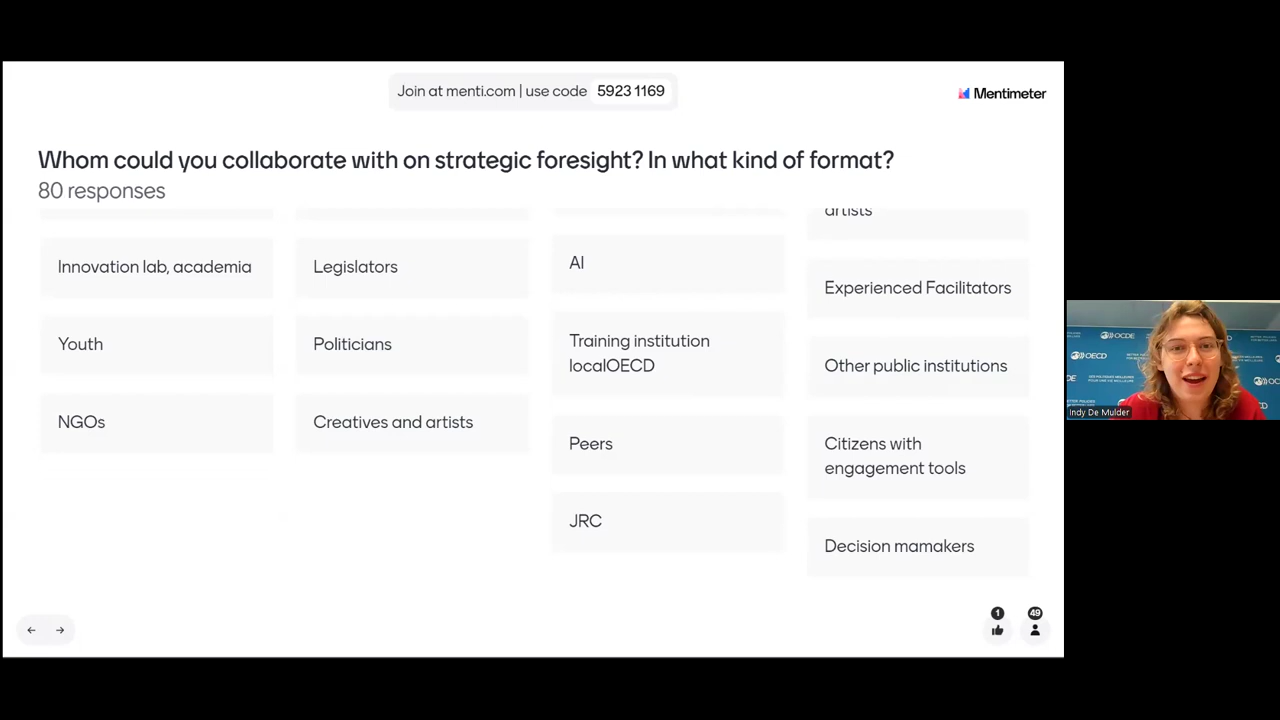 Join at menti.com | use code 5923 1169
Mentimeter
Whom could you collaborate with on strategic foresight? In what kind of format?
80 responses
Innovation lab, academia
Youth
NGOs
Legislators
Politicians
Creatives and artists
AI
Training institution
localOECD
Peers
JRC
artists
Experienced Facilitators
Other public institutions
Citizens with
engagement tools
Decision mamakers
1
49
OCDE
OECD
Indy De Mulder